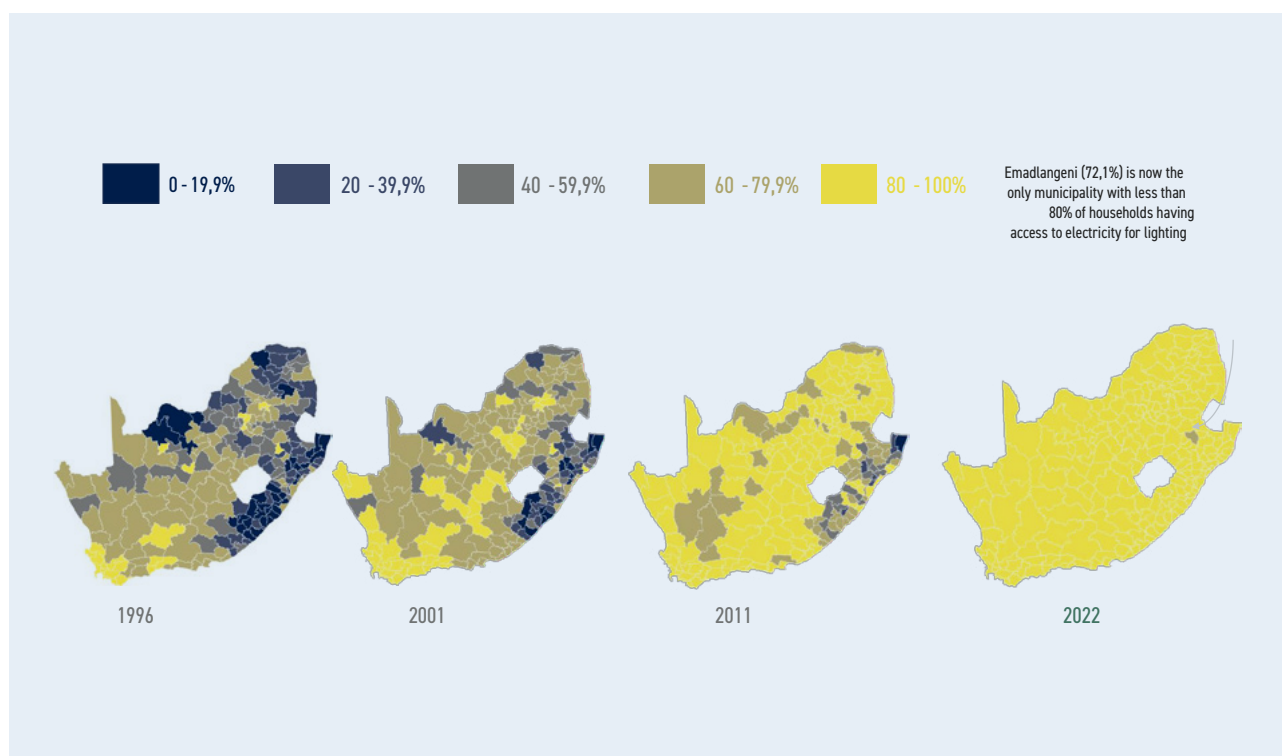 0 - 19,9%
20 - 39,9%
40 - 59,9%
60 - 79,9%
80 - 100%
Emadlangeni (72,1%) is now the
only municipality with less than
80% of households having
access to electricity for lighting
1996
2001
2011
2022